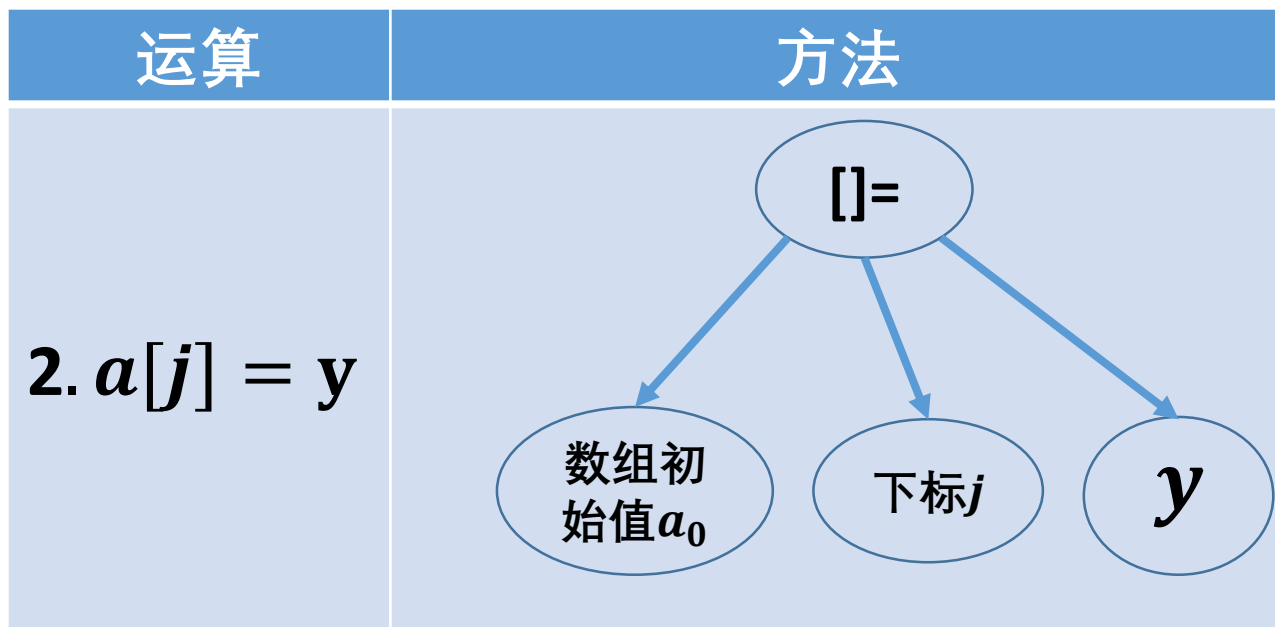 运算
方法
2. a[j] = y
[]=
数组初
始值a₀
下标j
y